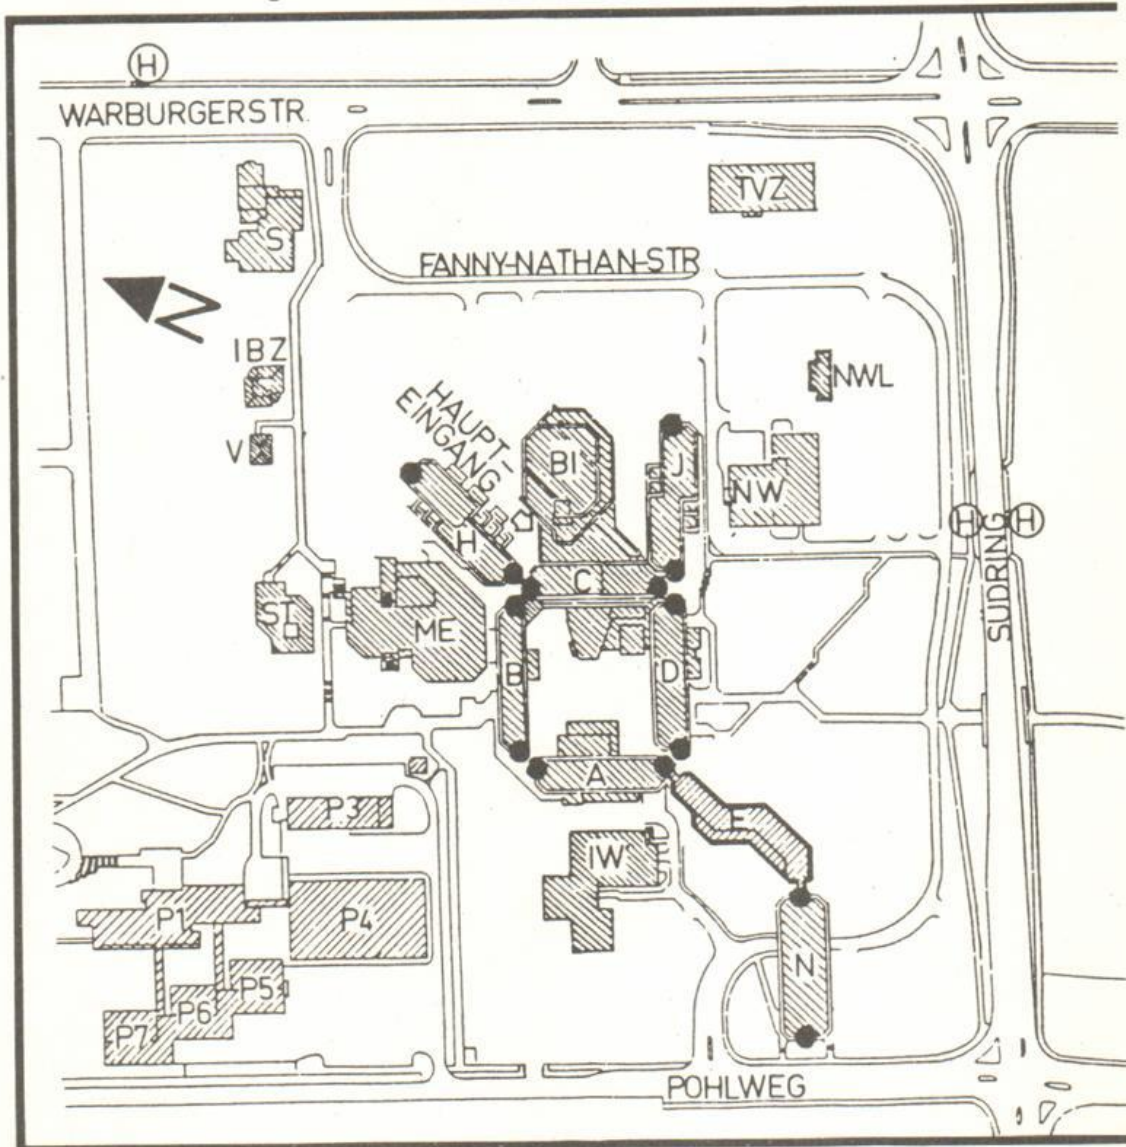 H
WARBURGERSTR.
TVZ
S
FANNY-NATHAN-STR
N
IBZ
NWL
HAUPT-
EINGANG
V
BI
J
NW
H
H
SÜDRING
H
C
ST
ME
B
D
A
P3
E
IW
P1
P4
N
P5
P6
P7
POHLWEG